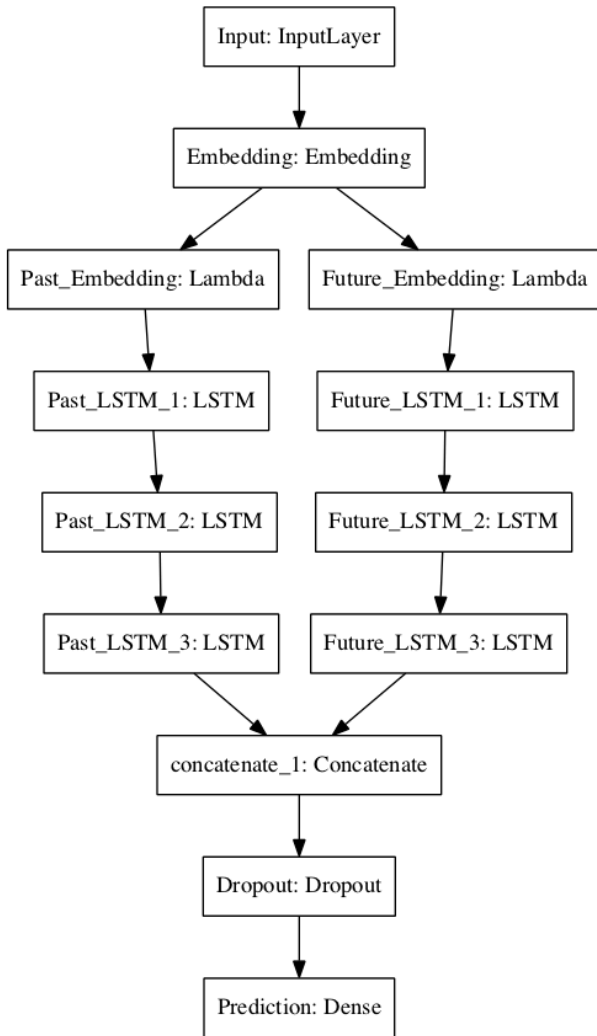 Input: InputLayer
Embedding: Embedding
Past_Embedding: Lambda
Future_Embedding: Lambda
Past_LSTM_1: LSTM
Future_LSTM_1: LSTM
Past_LSTM_2: LSTM
Future_LSTM_2: LSTM
Past_LSTM_3: LSTM
Future_LSTM_3: LSTM
concatenate_1: Concatenate
Dropout: Dropout
Prediction: Dense